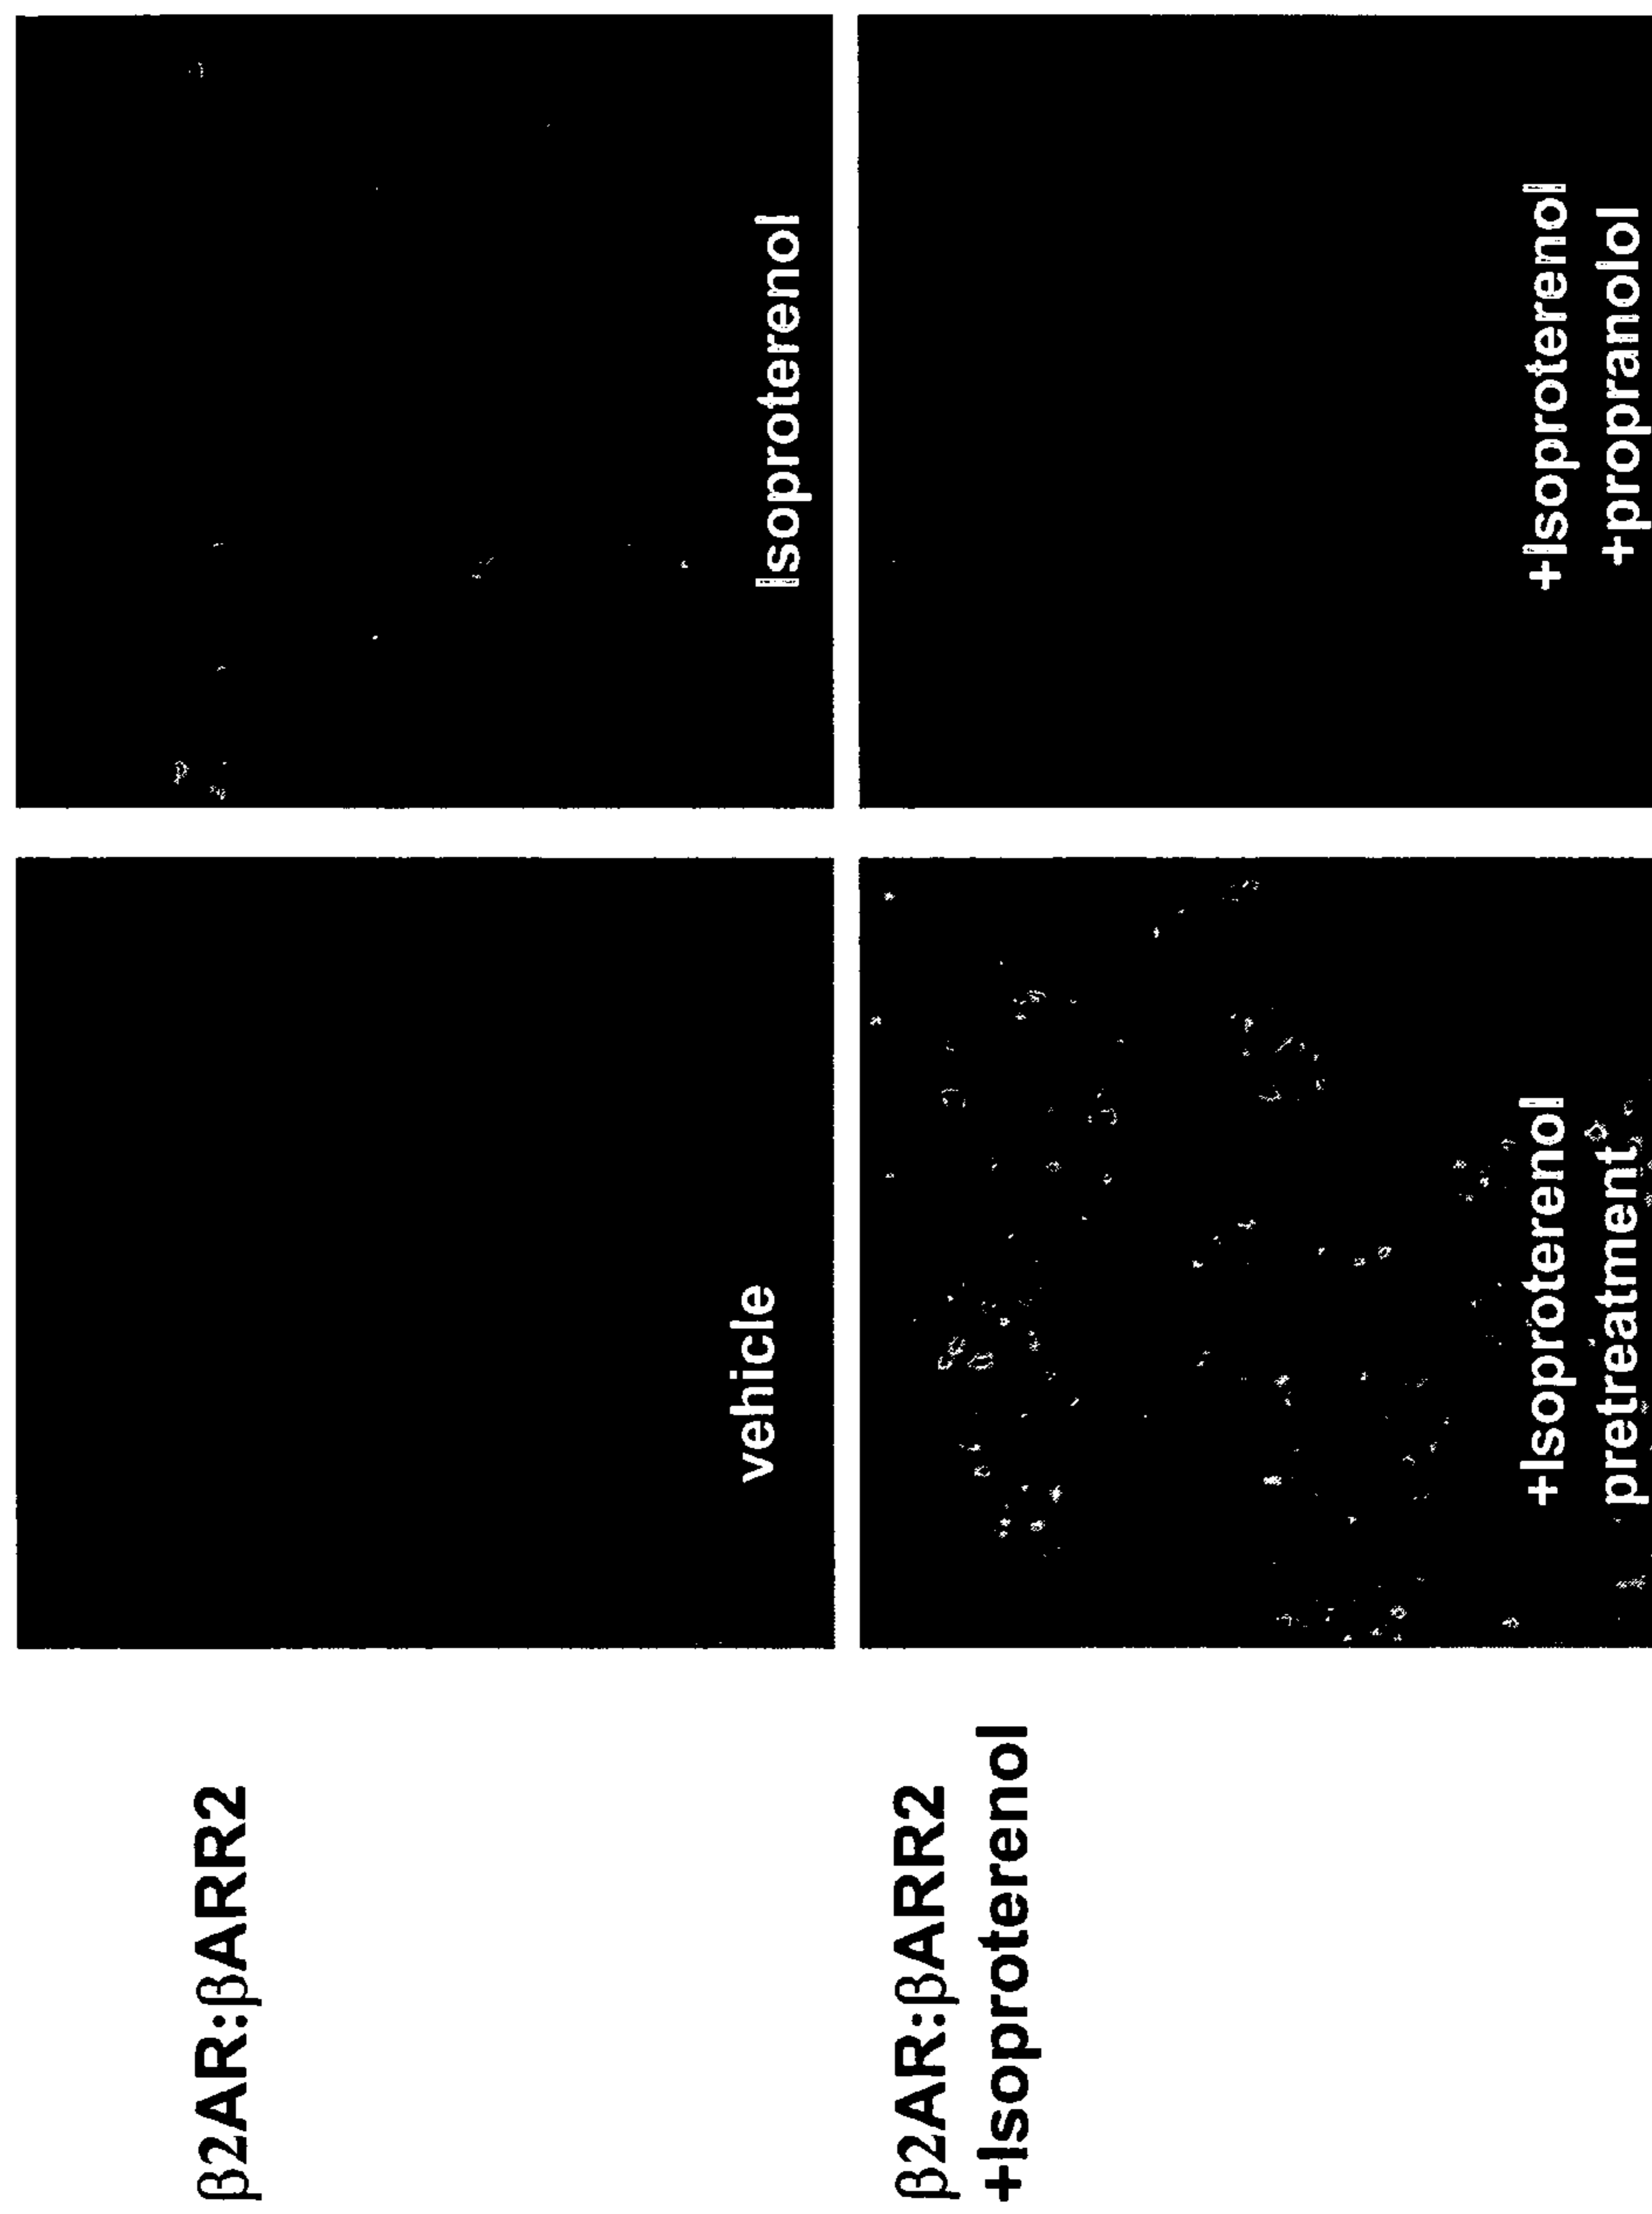 β2AR:βARR2
vehicle
Isoproterenol
β2AR:βARR2
+Isoproterenol
+Isoproterenol
pretreatment
+Isoproterenol
+propranolol